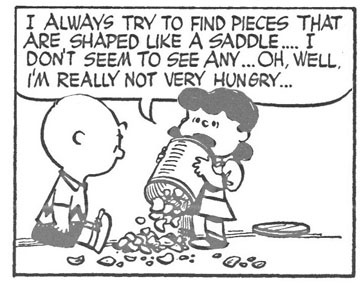 I ALWAYS TRY TO FIND PIECES THAT
ARE SHAPED LIKE A SADDLE.... I
DON'T SEEM TO SEE ANY...OH, WELL,
I'M REALLY NOT VERY HUNGRY...